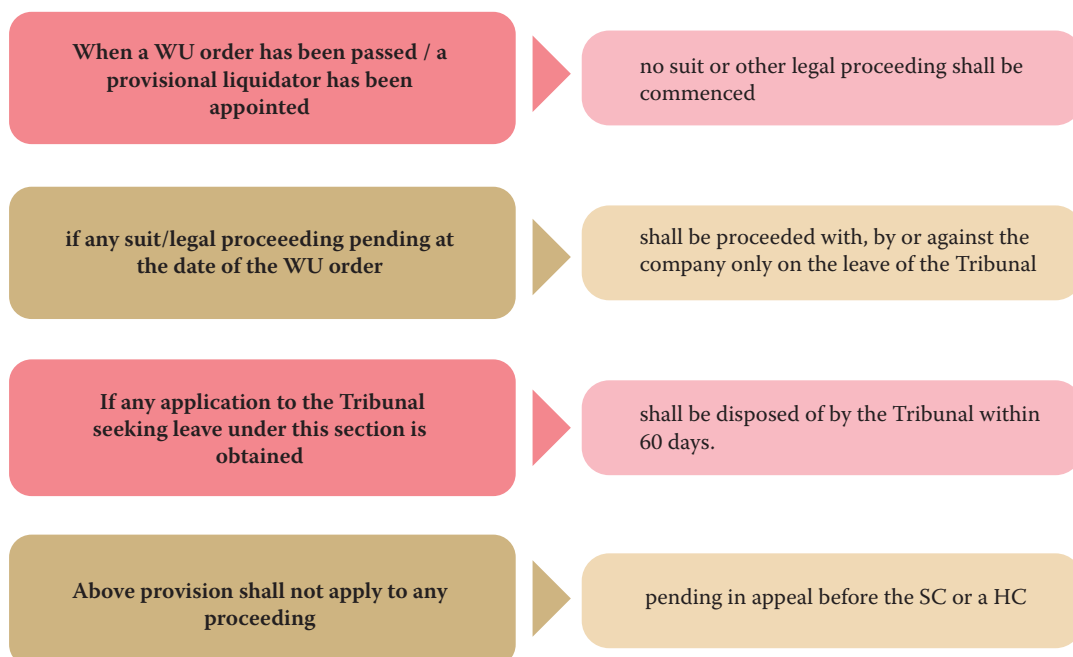 When a WU order has been passed / a
provisional liquidator has been
appointed
no suit or other legal proceeding shall be
commenced
if any suit/legal proceeeding pending at
the date of the WU order
shall be proceeded with, by or against the
company only on the leave of the Tribunal
If any application to the Tribunal
seeking leave under this section is
obtained
shall be disposed of by the Tribunal within
60 days.
Above provision shall not apply to any
proceeding
pending in appeal before the SC or a HC